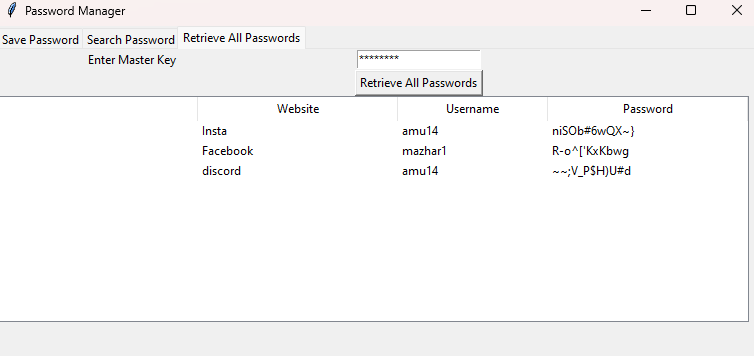 Password Manager
Save Password Search Password Retrieve All Passwords
Enter Master Key ********
Retrieve All Passwords
Website Username Password
Insta amu14 niSOb#6wQX~}
Facebook mazhar1 R-o^['KxKbwg
discord amu14 ~~;V_P$H)U#d